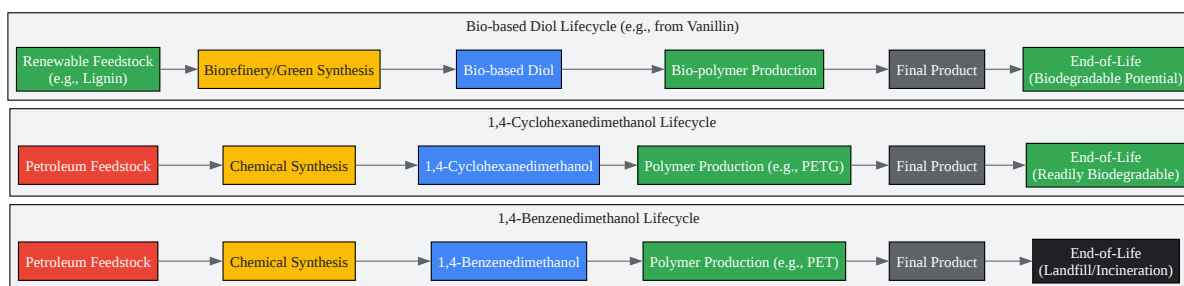 Bio-based Diol Lifecycle (e.g., from Vanillin)
Renewable Feedstock
(e.g., Lignin)
Biorefinery/Green Synthesis
Bio-based Diol
Bio-polymer Production
Final Product
End-of-Life
(Biodegradable Potential)
1,4-Cyclohexanedimethanol Lifecycle
Petroleum Feedstock
Chemical Synthesis
1,4-Cyclohexanedimethanol
Polymer Production (e.g., PETG)
Final Product
End-of-Life
(Readily Biodegradable)
1,4-Benzenedimethanol Lifecycle
Petroleum Feedstock
Chemical Synthesis
1,4-Benzenedimethanol
Polymer Production (e.g., PET)
Final Product
End-of-Life
(Landfill/Incineration)